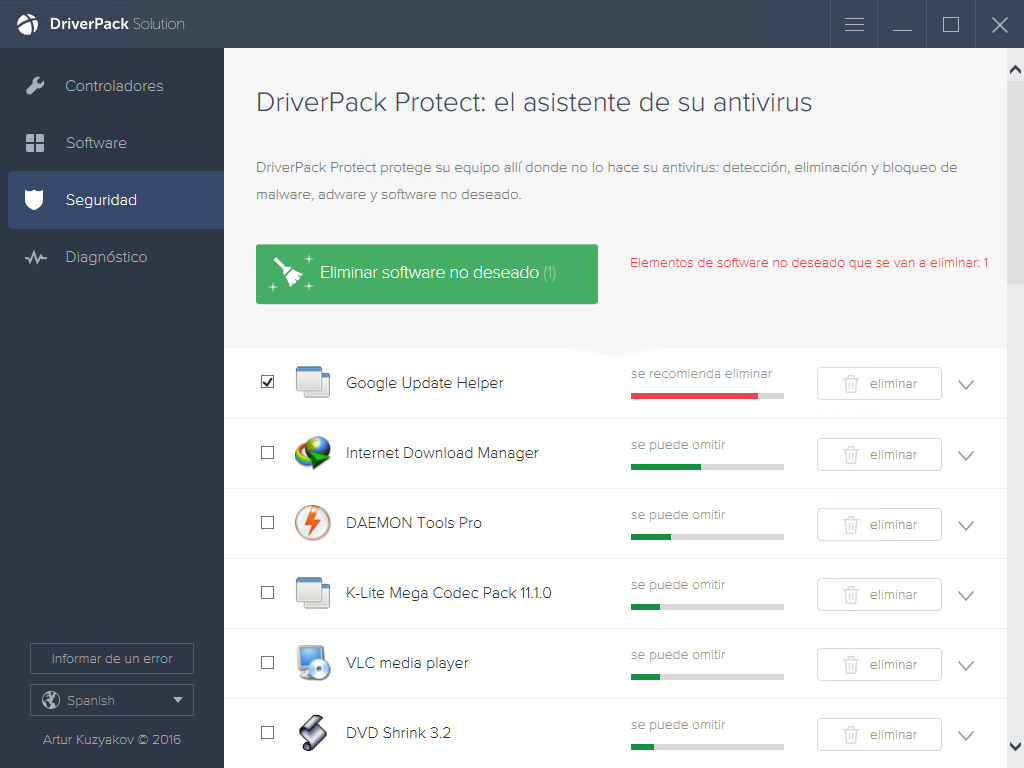 DriverPack Solution
Controladores
Software
Seguridad
Diagnóstico
Informar de un error
Spanish
Artur Kuzyakov © 2016
DriverPack Protect: el asistente de su antivirus
DriverPack Protect protege su equipo allí donde no lo hace su antivirus: detección, eliminación y bloqueo de
malware, adware y software no deseado.
Eliminar software no deseado (1)
Elementos de software no deseado que se van a eliminar: 1
Google Update Helper
se recomienda eliminar
eliminar
Internet Download Manager
se puede omitir
eliminar
DAEMON Tools Pro
se puede omitir
eliminar
K-Lite Mega Codec Pack 11.1.0
se puede omitir
eliminar
VLC media player
se puede omitir
eliminar
DVD Shrink 3.2
se puede omitir
eliminar